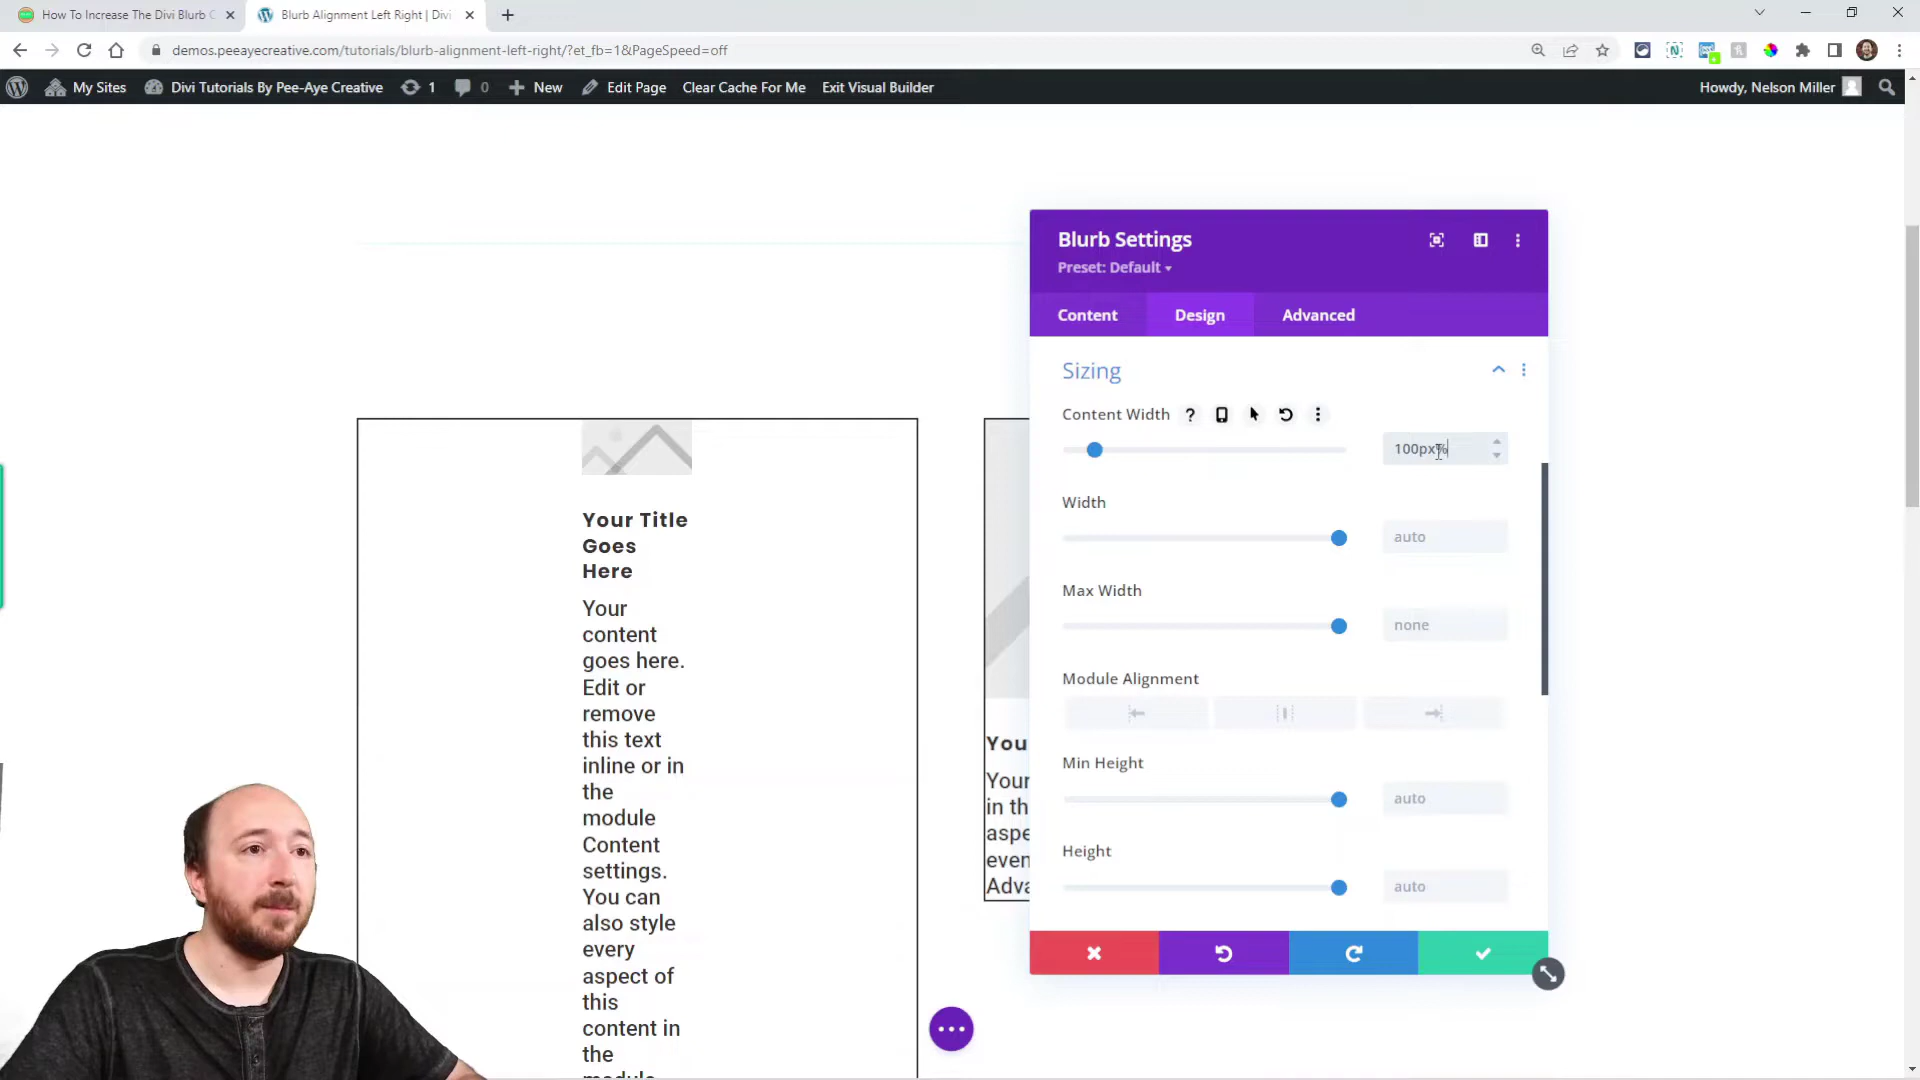 How To Increase The Divi Blurb C
Blurb Alignment Left Right | Divi
demos.peeayecreative.com/tutorials/blurb-alignment-left-right/?et_fb=1&PageSpeed=off
My Sites
Divi Tutorials By Pee-Aye Creative
1
0
New
Edit Page
Clear Cache For Me
Exit Visual Builder
Howdy, Nelson Miller
Your Title
Goes
Here
Your
content
goes here.
Edit or
remove
this text
inline or in
the
module
Content
settings.
You can
also style
every
aspect of
this
content in
the
module
You
Your
in th
aspe
even
Adva
Blurb Settings
Preset: Default
Content
Design
Advanced
Sizing
Content Width
100px%
Width
auto
Max Width
none
Module Alignment
Min Height
auto
Height
auto